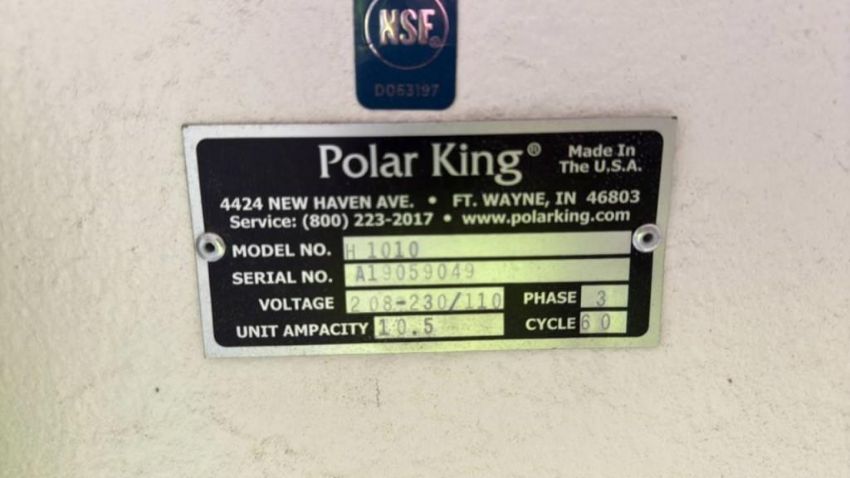 NSF®
D063197
Polar King®
Made In
The U.S.A.
4424 NEW HAVEN AVE. • FT. WAYNE, IN 46803
Service: (800) 223-2017 • www.polarking.com
MODEL NO. H 1010
SERIAL NO. A19059049
VOLTAGE 208-230/110 PHASE 3
UNIT AMPACITY 10.5 CYCLE 60